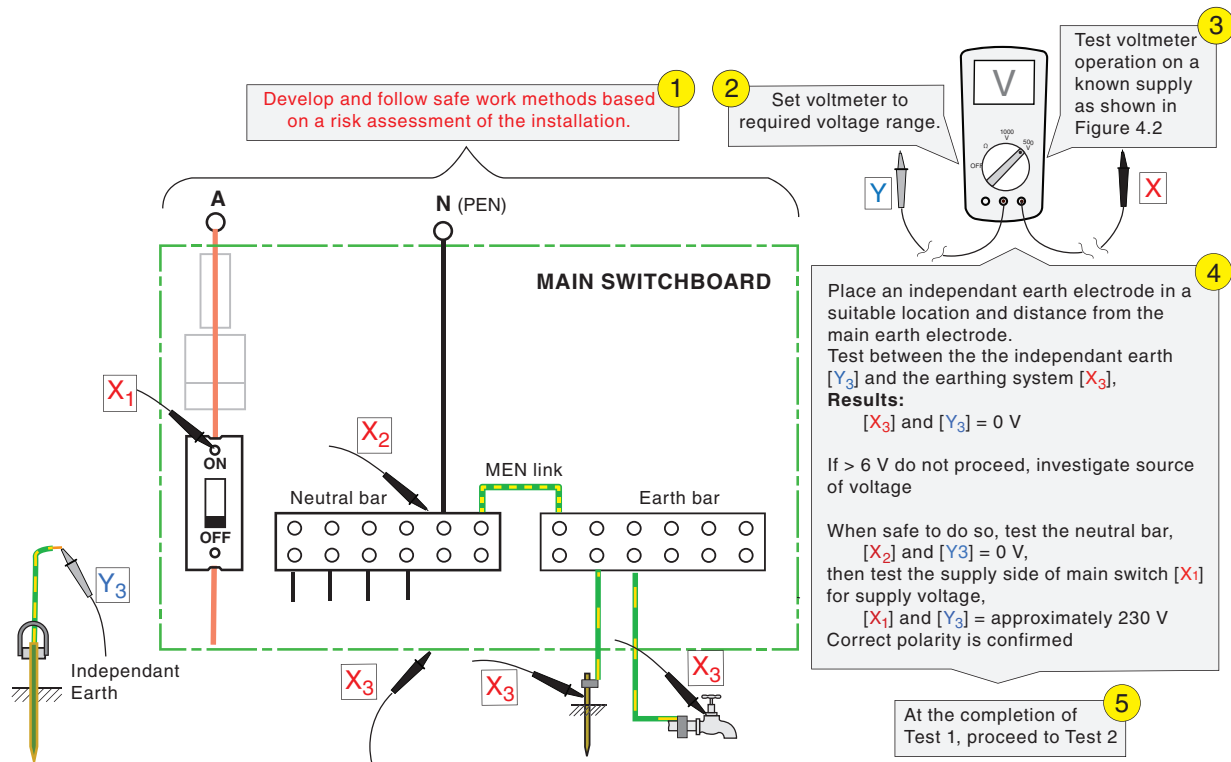 1
Develop and follow safe work methods based
on a risk assessment of the installation.
2
Set voltmeter to
required voltage range.
3
Test voltmeter
operation on a
known supply
as shown in
Figure 4.2
V
1000
V
500
V
Ω
OFF
Y
X
A
N (PEN)
MAIN SWITCHBOARD
X1
ON
OFF
X2
MEN link
Neutral bar
Earth bar
Y3
Independant
Earth
X3
X3
X3
4
Place an independant earth electrode in a
suitable location and distance from the
main earth electrode.
Test between the the independant earth
[Y3] and the earthing system [X3],
Results:
[X3] and [Y3] = 0 V
If > 6 V do not proceed, investigate source
of voltage
When safe to do so, test the neutral bar,
[X2] and [Y3] = 0 V,
then test the supply side of main switch [X1]
for supply voltage,
[X1] and [Y3] = approximately 230 V
Correct polarity is confirmed
5
At the completion of
Test 1, proceed to Test 2